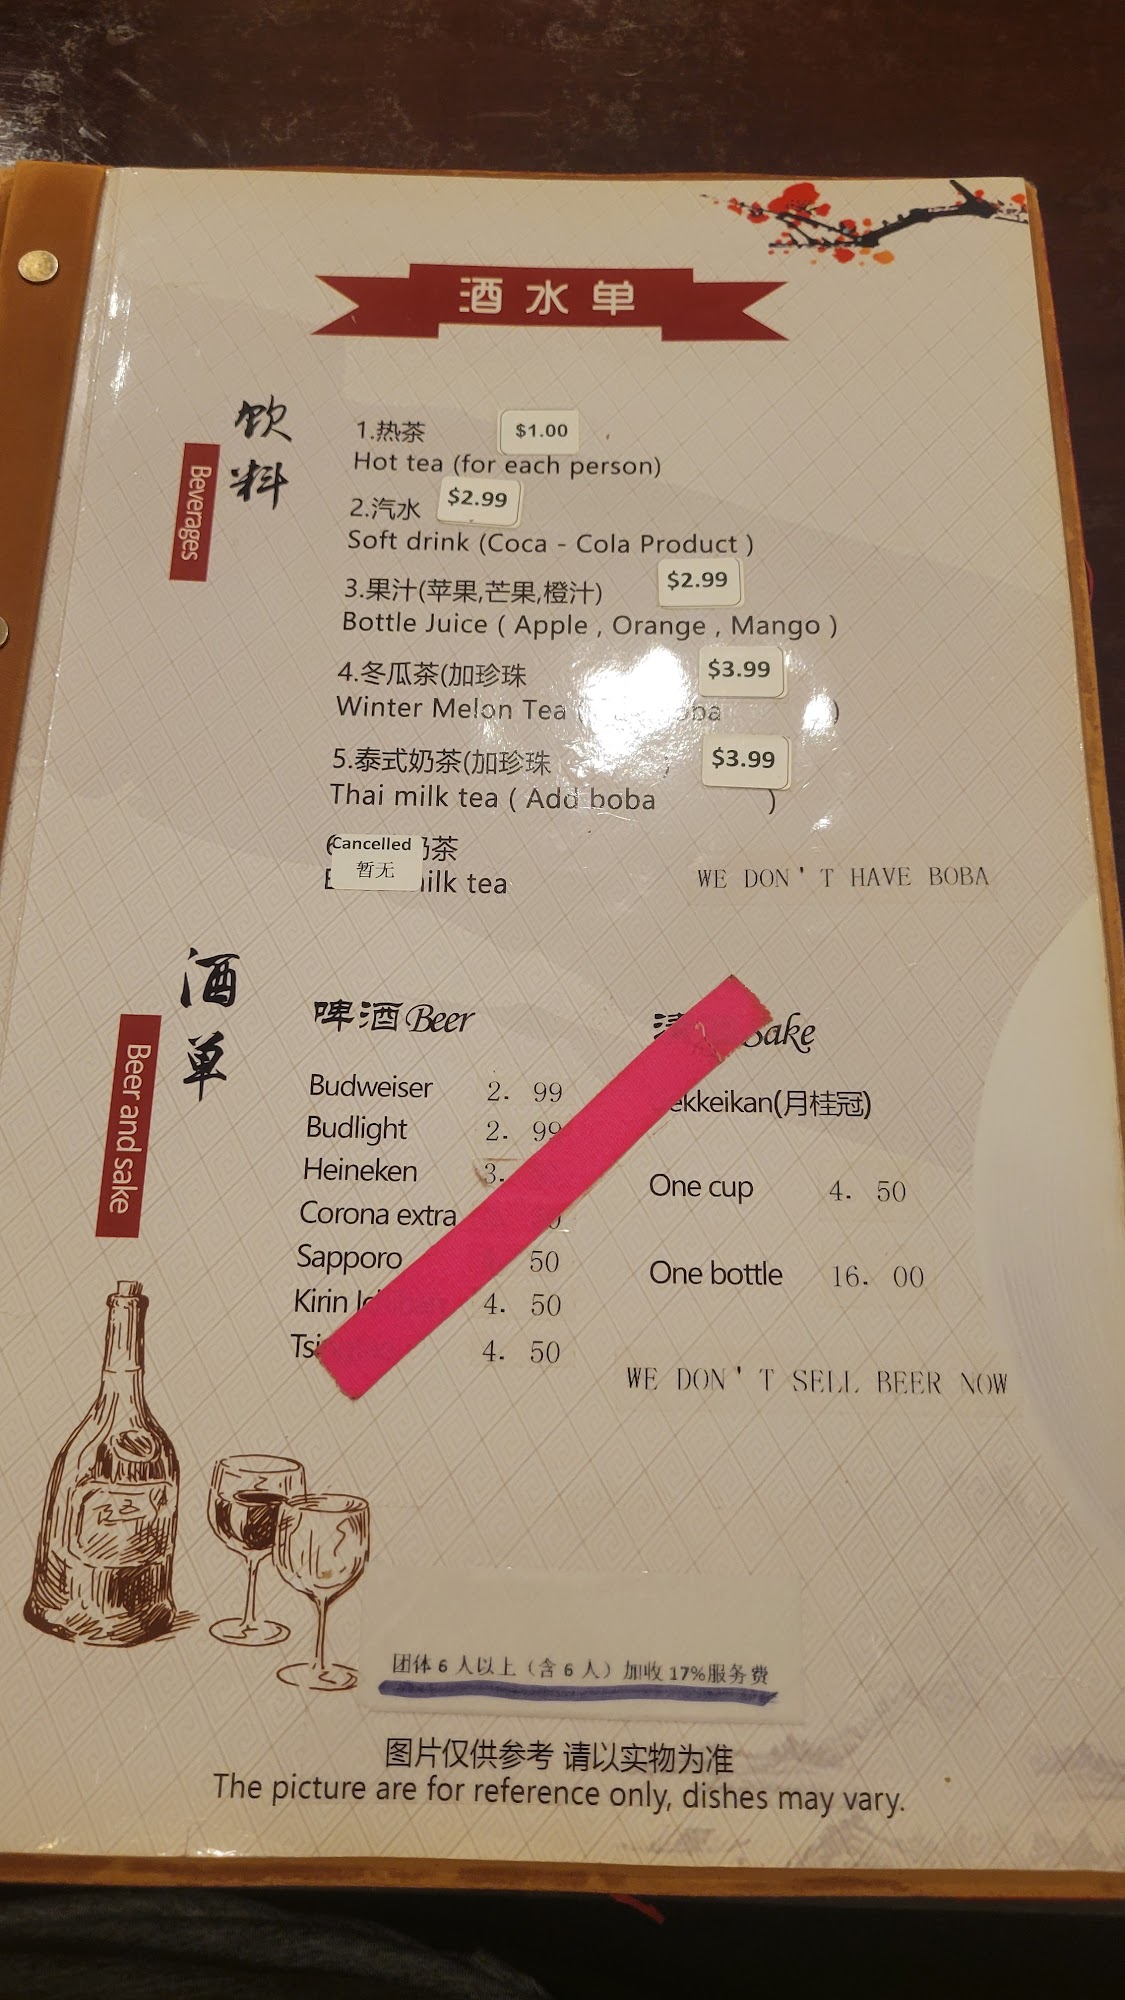 酒水单
饮料
Beverages
1.热茶 $1.00
Hot tea (for each person)
2.汽水 $2.99
Soft drink (Coca - Cola Product )
3.果汁(苹果,芒果,橙汁) $2.99
Bottle Juice ( Apple , Orange , Mango )
4.冬瓜茶(加珍珠 $3.99
Winter Melon Tea ( )
5.泰式奶茶(加珍珠 ) $3.99
Thai milk tea ( Add boba )
Cancelled 茶
暂无 milk tea
WE DON'T HAVE BOBA
酒单
Beer and sake
啤酒 Beer
Budweiser 2. 99
Budlight 2. 99
Heineken 3.
Corona extra
Sapporo 50
Kirin 4. 50
4. 50
Sake
(月桂冠)
One cup 4. 50
One bottle 16. 00
WE DON'T SELL BEER NOW
团体 6 人以上（含 6 人）加收 17%服务费
图片仅供参考 请以实物为准
The picture are for reference only, dishes may vary.